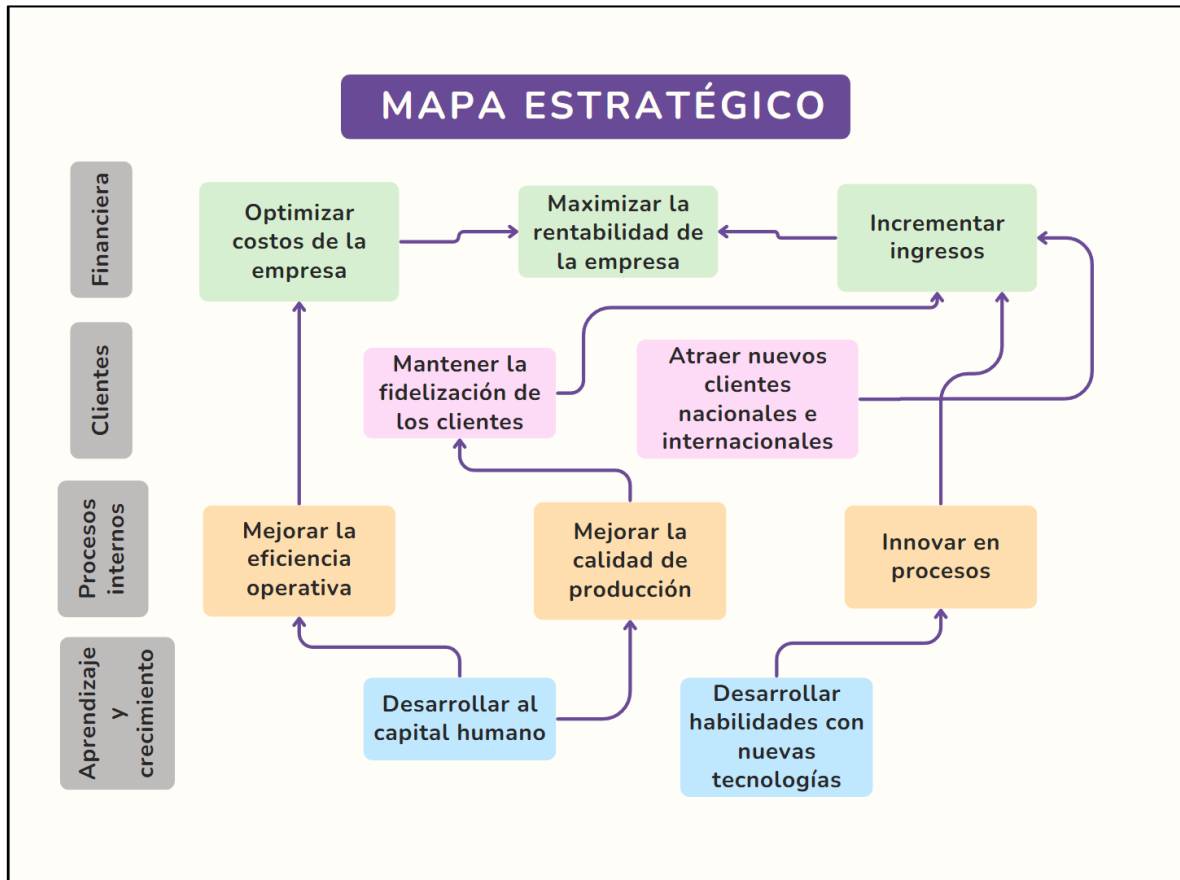 MAPA ESTRATÉGICO
Financiera
Optimizar
costos de la
empresa
Maximizar la
rentabilidad de
la empresa
Incrementar
ingresos
Clientes
Mantener la
fidelización de
los clientes
Atraer nuevos
clientes
nacionales e
internacionales
Procesos
internos
Mejorar la
eficiencia
operativa
Mejorar la
calidad de
producción
Innovar en
procesos
Aprendizaje
y
crecimiento
Desarrollar al
capital humano
Desarrollar
habilidades con
nuevas
tecnologías